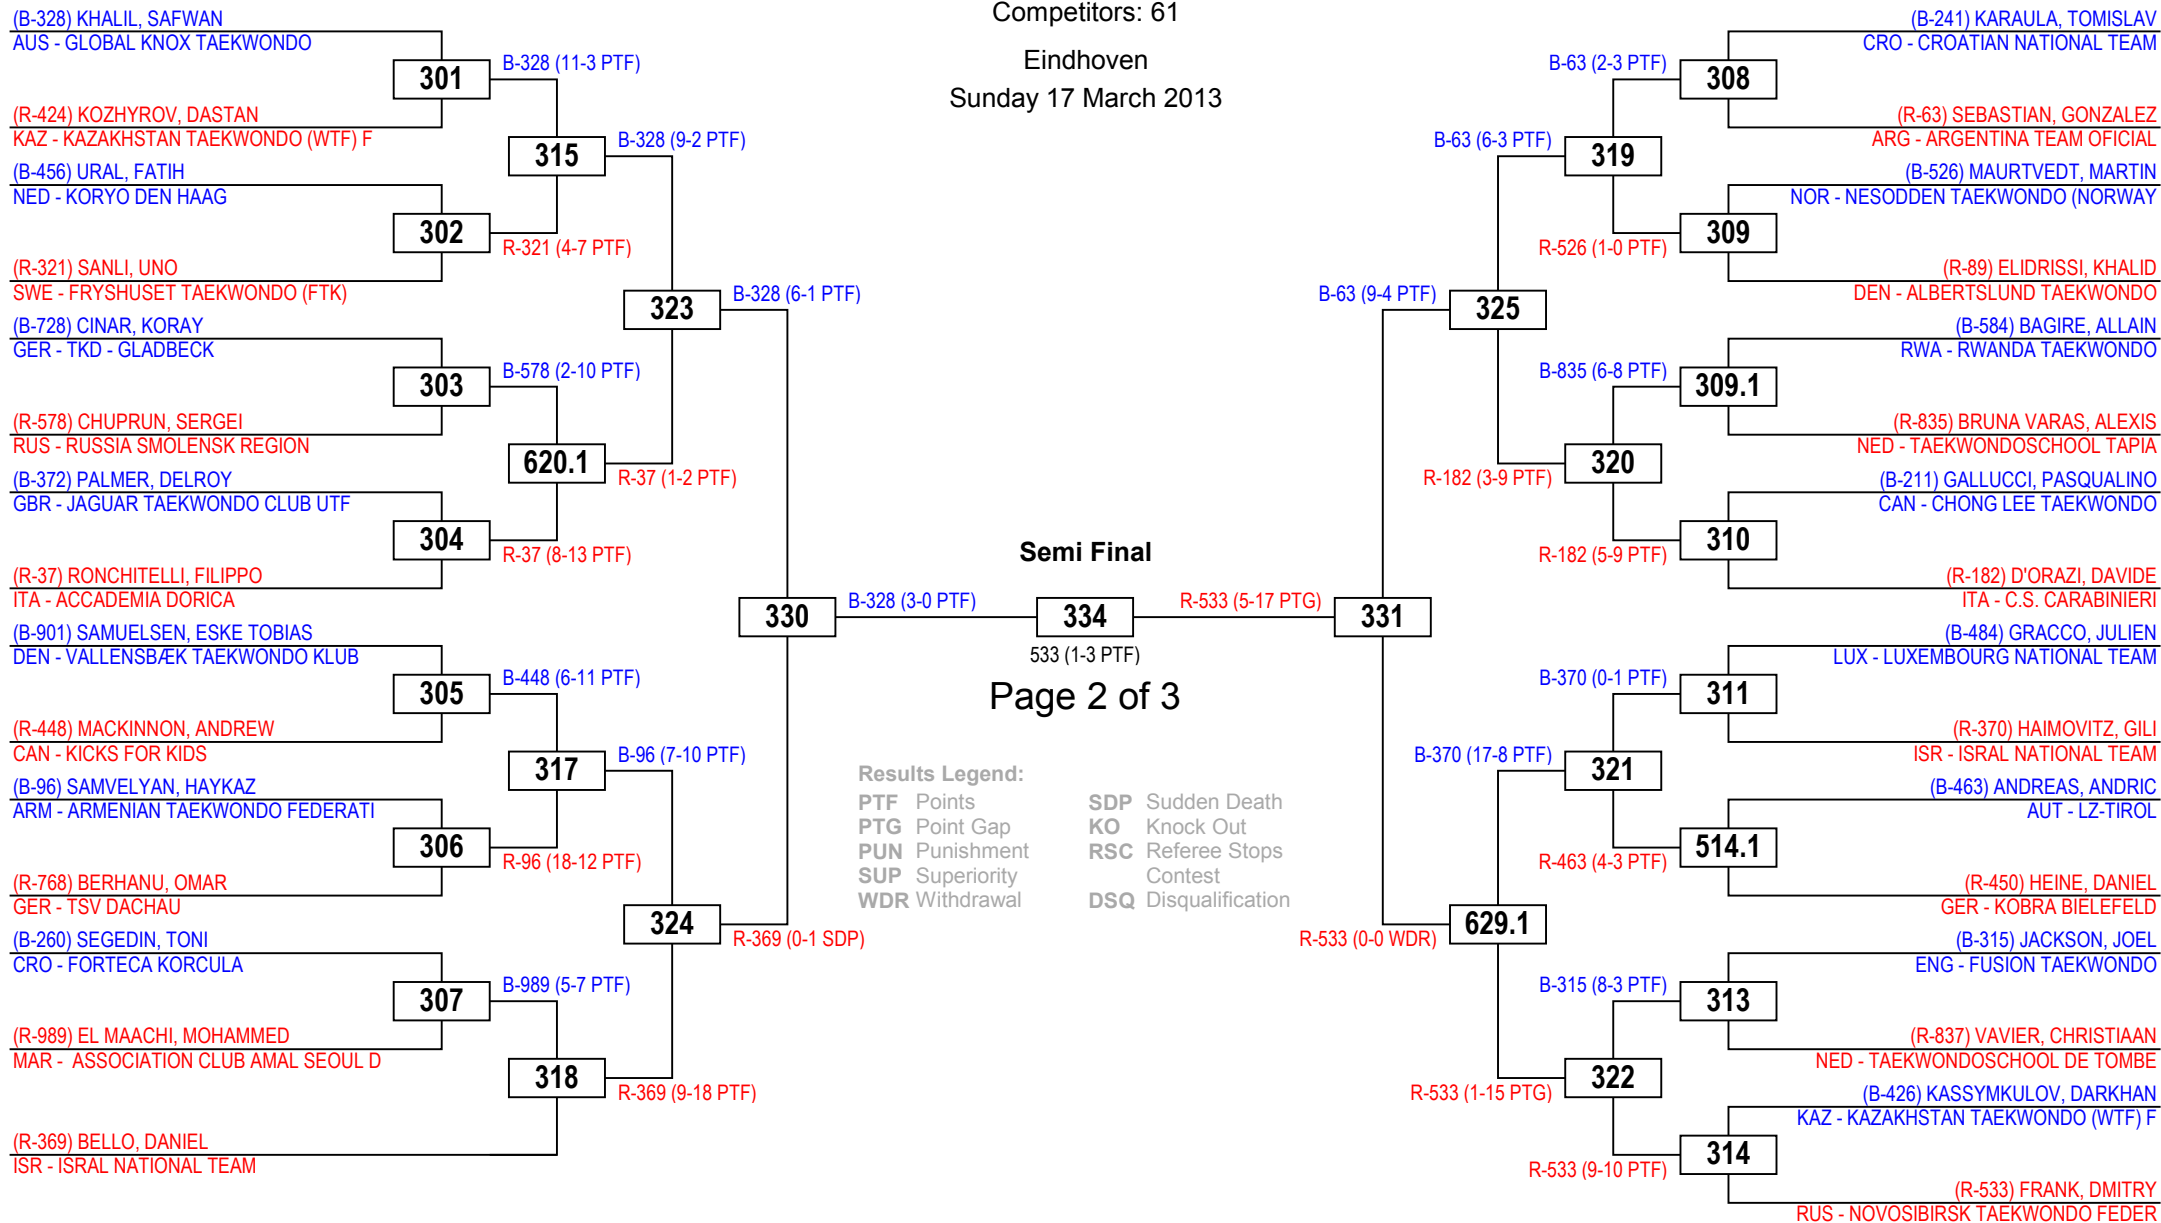 Competitors: 61
Eindhoven
Sunday 17 March 2013
(B-328) KHALIL, SAFWAN
AUS - GLOBAL KNOX TAEKWONDO
301
B-328 (11-3 PTF)
(R-424) KOZHYROV, DASTAN
KAZ - KAZAKHSTAN TAEKWONDO (WTF) F
315
B-328 (9-2 PTF)
(B-456) URAL, FATIH
NED - KORYO DEN HAAG
302
R-321 (4-7 PTF)
(R-321) SANLI, UNO
SWE - FRYSHUSET TAEKWONDO (FTK)
323
B-328 (6-1 PTF)
(B-728) CINAR, KORAY
GER - TKD - GLADBECK
303
B-578 (2-10 PTF)
(R-578) CHUPRUN, SERGEI
RUS - RUSSIA SMOLENSK REGION
620.1
R-37 (1-2 PTF)
(B-372) PALMER, DELROY
GBR - JAGUAR TAEKWONDO CLUB UTF
304
R-37 (8-13 PTF)
(R-37) RONCHITELLI, FILIPPO
ITA - ACCADEMIA DORICA
330
B-328 (3-0 PTF)
(B-901) SAMUELSEN, ESKE TOBIAS
DEN - VALLENSBÆK TAEKWONDO KLUB
305
B-448 (6-11 PTF)
(R-448) MACKINNON, ANDREW
CAN - KICKS FOR KIDS
317
B-96 (7-10 PTF)
(B-96) SAMVELYAN, HAYKAZ
ARM - ARMENIAN TAEKWONDO FEDERATI
306
R-96 (18-12 PTF)
(R-768) BERHANU, OMAR
GER - TSV DACHAU
324
R-369 (0-1 SDP)
(B-260) SEGEDIN, TONI
CRO - FORTECA KORCULA
307
B-989 (5-7 PTF)
(R-989) EL MAACHI, MOHAMMED
MAR -  ASSOCIATION CLUB AMAL SEOUL D
318
R-369 (9-18 PTF)
(R-369) BELLO, DANIEL
ISR - ISRAL NATIONAL TEAM
Semi Final
334
533 (1-3 PTF)
Page 2 of 3
Results Legend:
PTF Points SDP Sudden Death
PTG Point Gap KO Knock Out
PUN Punishment RSC Referee Stops
SUP Superiority Contest
WDR Withdrawal DSQ Disqualification
(B-241) KARAULA, TOMISLAV
CRO - CROATIAN NATIONAL TEAM
B-63 (2-3 PTF)
308
(R-63) SEBASTIAN, GONZALEZ
ARG - ARGENTINA TEAM OFICIAL
B-63 (6-3 PTF)
319
(B-526) MAURTVEDT, MARTIN
NOR - NESODDEN TAEKWONDO (NORWAY
R-526 (1-0 PTF)
309
(R-89) ELIDRISSI, KHALID
DEN - ALBERTSLUND TAEKWONDO
B-63 (9-4 PTF)
325
(B-584) BAGIRE, ALLAIN
RWA - RWANDA TAEKWONDO
B-835 (6-8 PTF)
309.1
(R-835) BRUNA VARAS, ALEXIS
NED - TAEKWONDOSCHOOL TAPIA
R-182 (3-9 PTF)
320
(B-211) GALLUCCI, PASQUALINO
CAN - CHONG LEE TAEKWONDO
R-182 (5-9 PTF)
310
(R-182) D'ORAZI, DAVIDE
ITA - C.S. CARABINIERI
R-533 (5-17 PTG)
331
(B-484) GRACCO, JULIEN
LUX - LUXEMBOURG NATIONAL TEAM
B-370 (0-1 PTF)
311
(R-370) HAIMOVITZ, GILI
ISR - ISRAL NATIONAL TEAM
B-370 (17-8 PTF)
321
(B-463) ANDREAS, ANDRIC
AUT - LZ-TIROL
R-463 (4-3 PTF)
514.1
(R-450) HEINE, DANIEL
GER - KOBRA BIELEFELD
R-533 (0-0 WDR)
629.1
(B-315) JACKSON, JOEL
ENG - FUSION TAEKWONDO
B-315 (8-3 PTF)
313
(R-837) VAVIER, CHRISTIAAN
NED - TAEKWONDOSCHOOL DE TOMBE
R-533 (1-15 PTG)
322
(B-426) KASSYMKULOV, DARKHAN
KAZ - KAZAKHSTAN TAEKWONDO (WTF) F
R-533 (9-10 PTF)
314
(R-533) FRANK, DMITRY
RUS - NOVOSIBIRSK TAEKWONDO FEDER